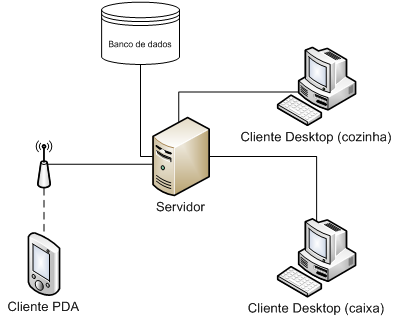 Banco de dados
Cliente Desktop (cozinha)
Servidor
Cliente PDA
Cliente Desktop (caixa)